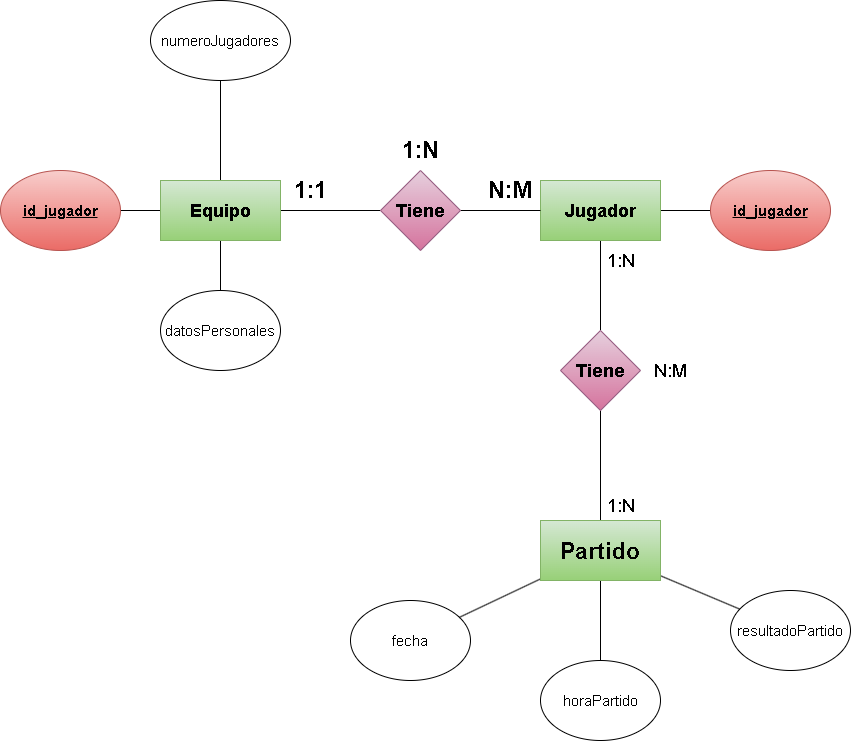 numeroJugadores
1:N
1:1
N:M
id_jugador
Equipo
Tiene
Jugador
id_jugador
1:N
datosPersonales
Tiene
N:M
1:N
Partido
fecha
resultadoPartido
horaPartido